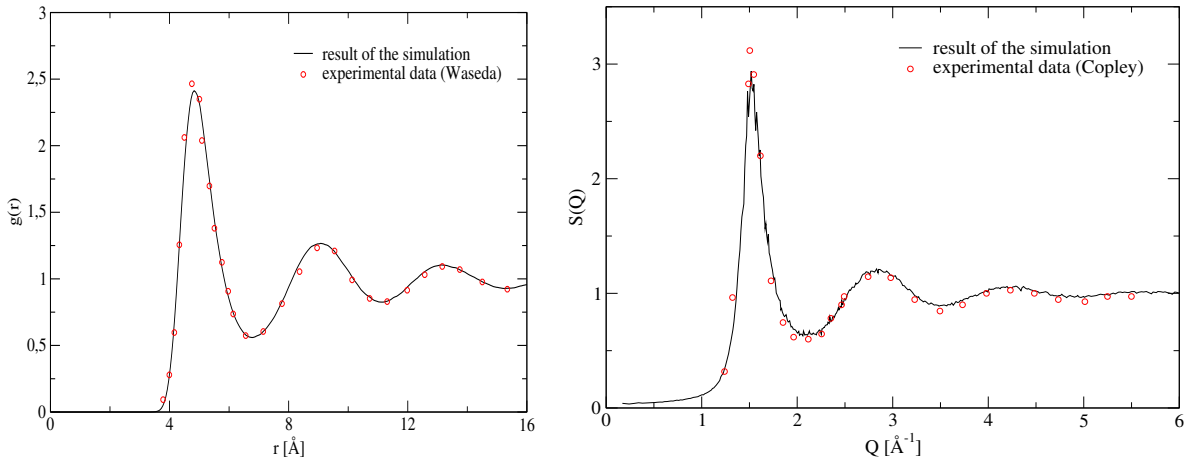 3
2,5
2
1,5
1
0,5
0
0
4
8
12
16
g(r)
r [Å]
result of the simulation
experimental data (Waseda)
3
2
1
0
0
1
2
3
4
5
6
S(Q)
Q [Å⁻¹]
result of the simulation
experimental data (Copley)